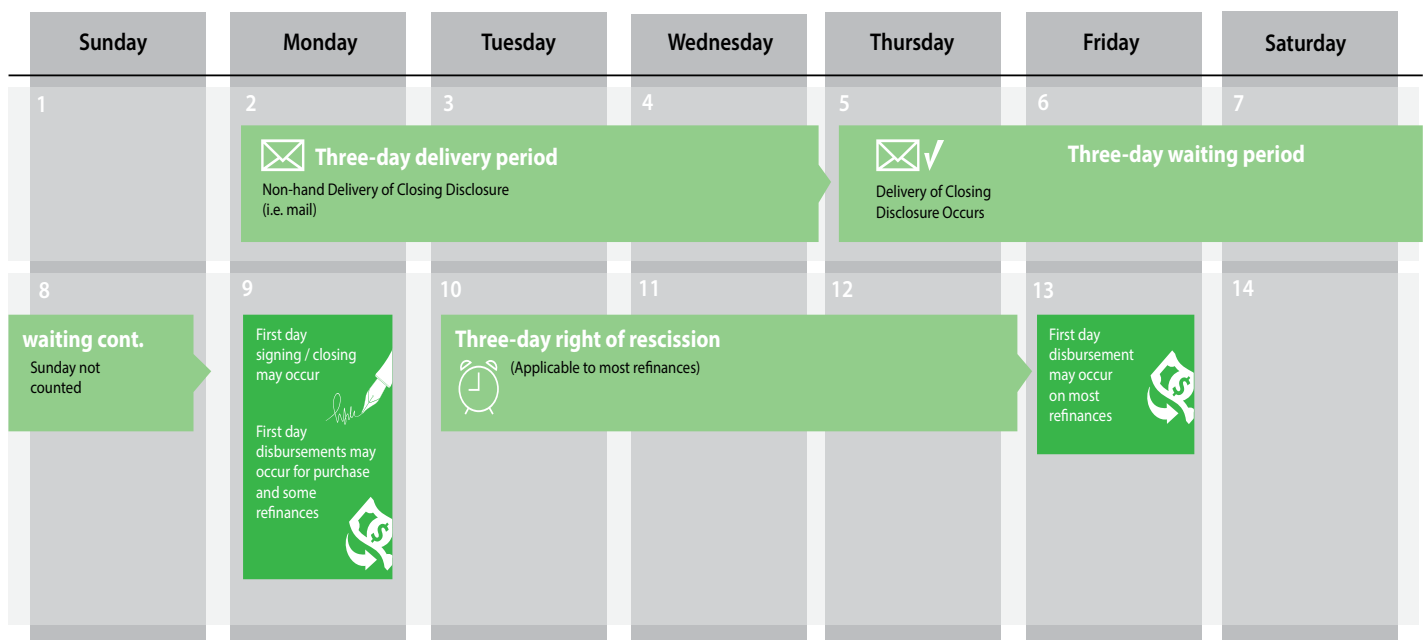 Sunday
Monday
Tuesday
Wednesday
Thursday
Friday
Saturday
1
2
3
4
5
6
7
Three-day delivery period
Non-hand Delivery of Closing Disclosure
(i.e. mail)
Three-day waiting period
Delivery of Closing
Disclosure Occurs
8
9
10
11
12
13
14
waiting cont.
Sunday not
counted
First day
signing / closing
may occur
First day
disbursements may
occur for purchase
and some
refinances
Three-day right of rescission
(Applicable to most refinances)
First day
disbursement
may occur
on most
refinances